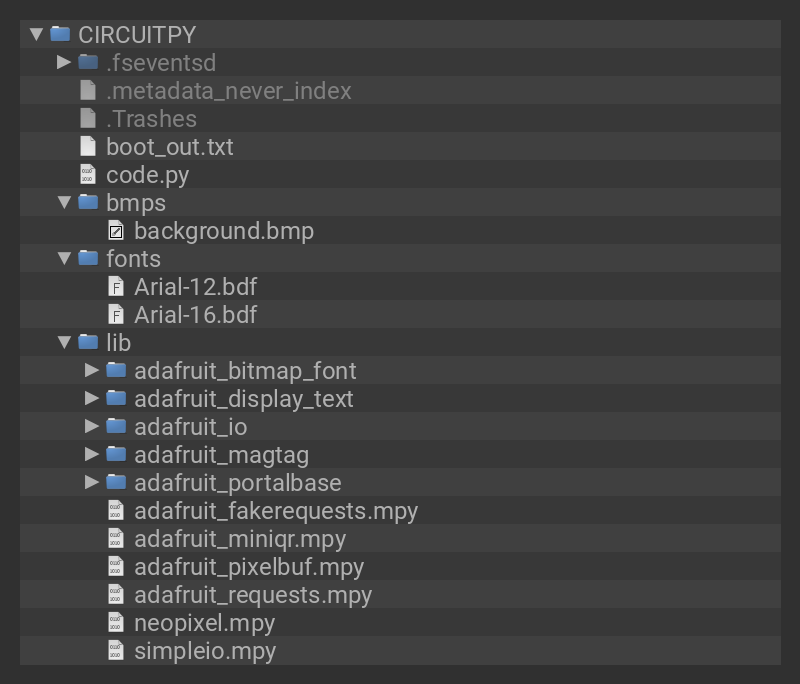 CIRCUITPY
.fseventsd
.metadata_never_index
.Trashes
boot_out.txt
code.py
bmps
background.bmp
fonts
Arial-12.bdf
Arial-16.bdf
lib
adafruit_bitmap_font
adafruit_display_text
adafruit_io
adafruit_magtag
adafruit_portalbase
adafruit_fakerequests.mpy
adafruit_miniqr.mpy
adafruit_pixelbuf.mpy
adafruit_requests.mpy
neopixel.mpy
simpleio.mpy